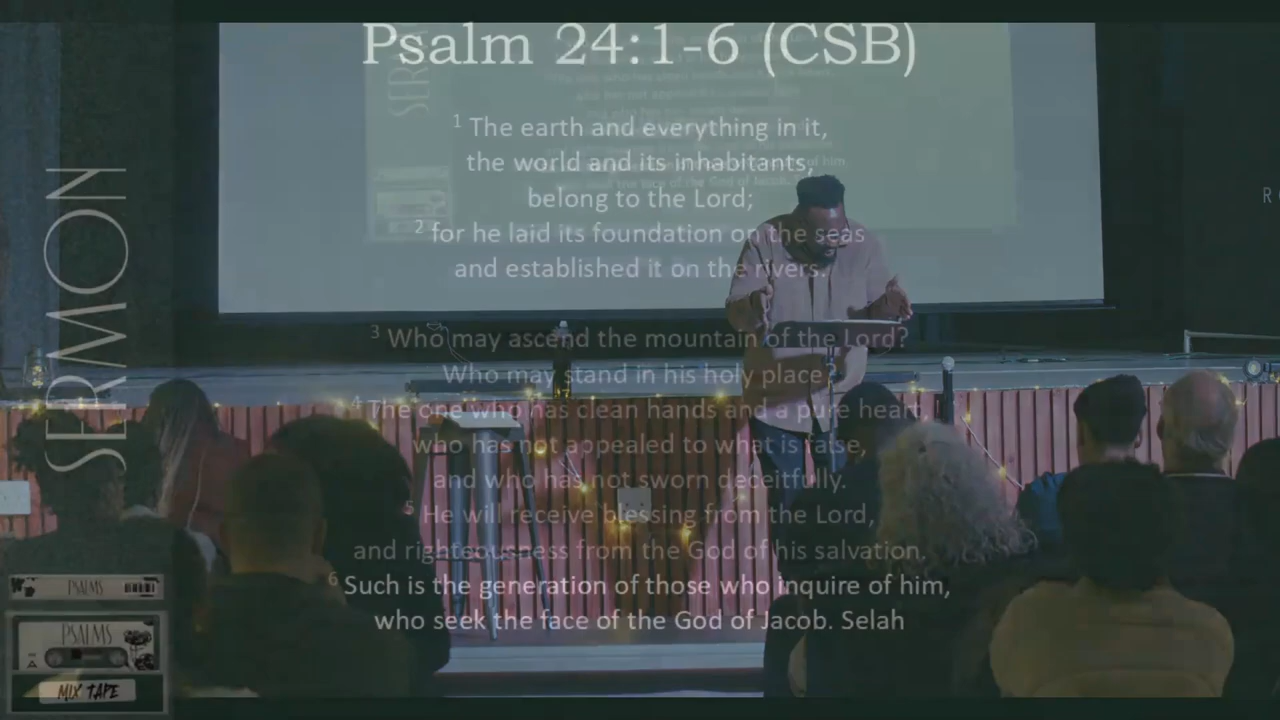 Psalm 24:1-6 (CSB)
1 The earth and everything in it,
the world and its inhabitants,
belong to the Lord;
2 for he laid its foundation on the seas
and established it on the rivers.
3 Who may ascend the mountain of the Lord?
Who may stand in his holy place?
4 The one who has clean hands and a pure heart,
who has not appealed to what is false,
and who has not sworn deceitfully.
5 He will receive blessing from the Lord,
and righteousness from the God of his salvation.
6 Such is the generation of those who inquire of him,
who seek the face of the God of Jacob. Selah
SERMON
PSALMS
PSALMS
A
MIX TAPE
SER
R